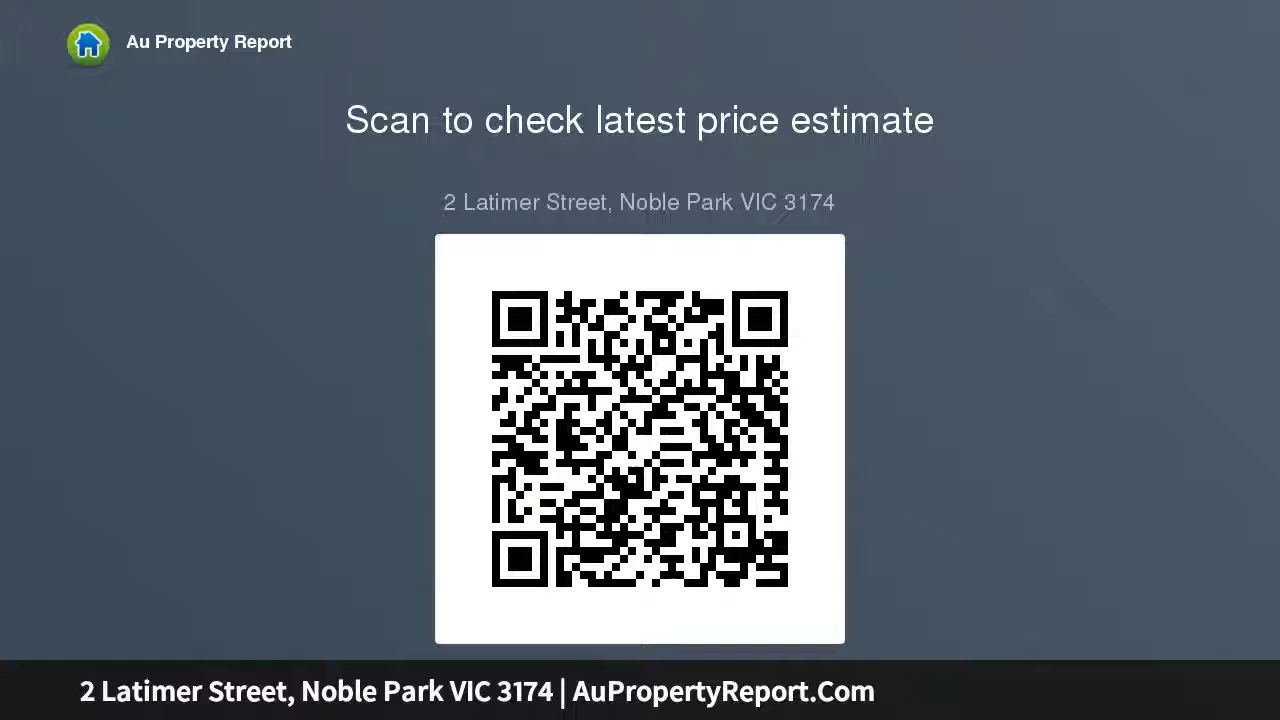 Au Property Report
Scan to check latest price estimate
2 Latimer Street, Noble Park VIC 3174
2 Latimer Street, Noble Park VIC 3174 | AuPropertyReport.Com